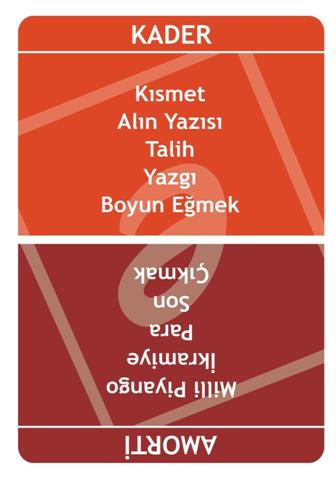 KADER
Kısmet
Alın Yazısı
Talih
Yazgı
Boyun Eğmek
AMORTİ
Milli Piyango
İkramiye
Para
Son
Çıkmak